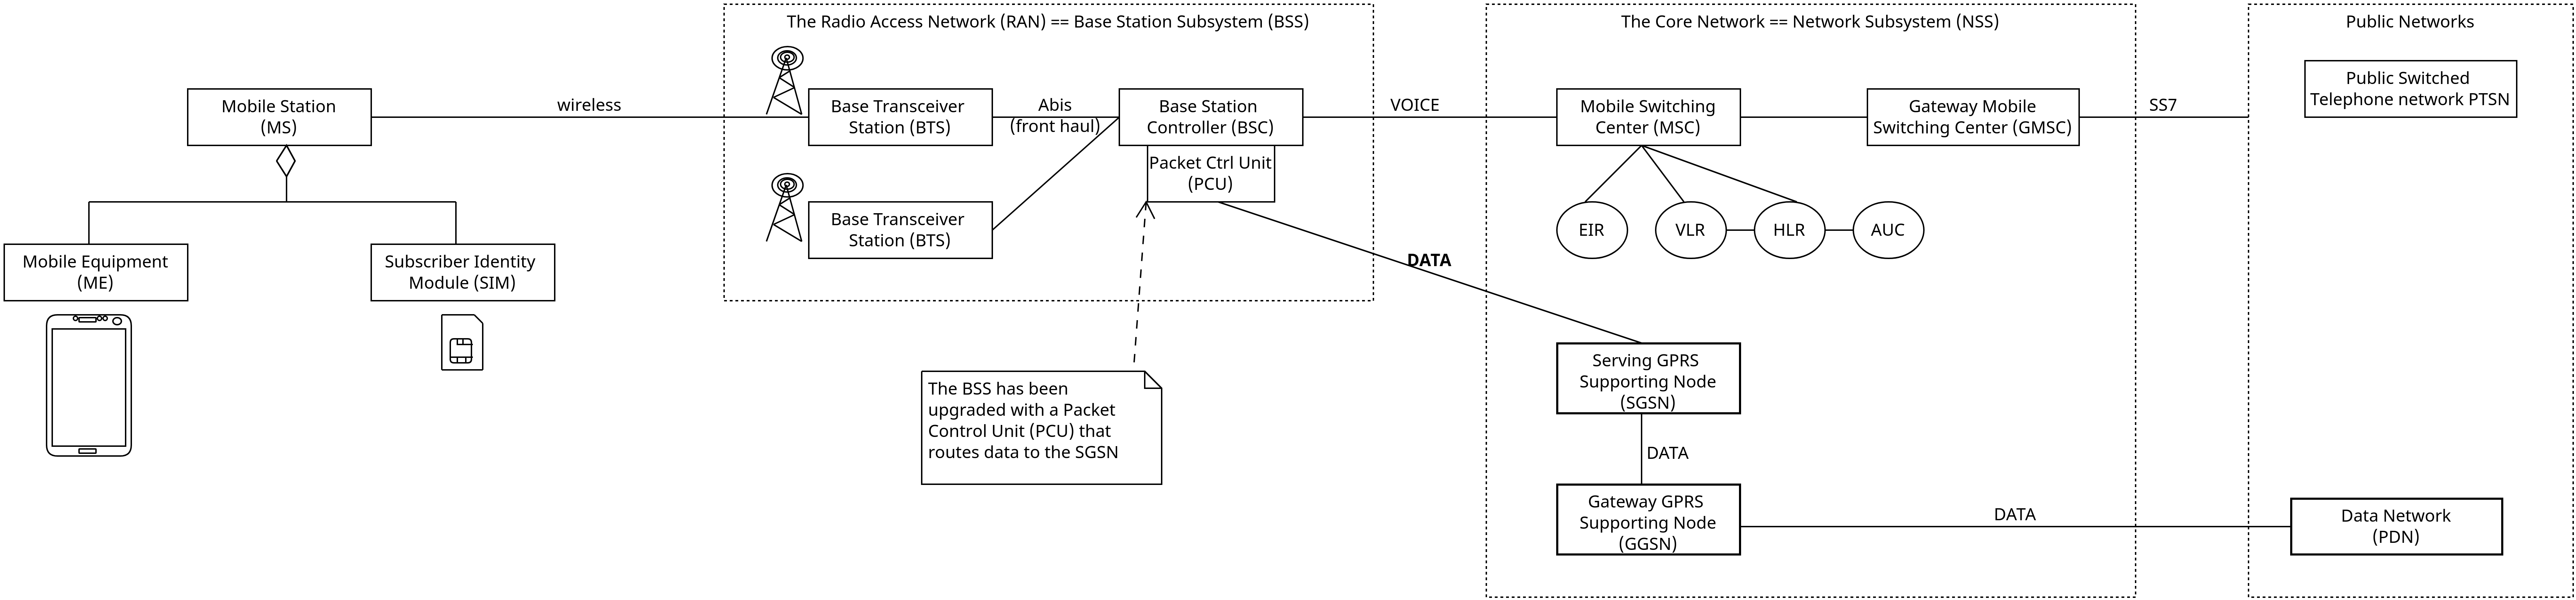 The Radio Access Network (RAN) == Base Station Subsystem (BSS)
The Core Network == Network Subsystem (NSS)
Public Networks
Mobile Station
(MS)
wireless
Base Transceiver
Station (BTS)
Abis
(front haul)
Base Station
Controller (BSC)
VOICE
Mobile Switching
Center (MSC)
Gateway Mobile
Switching Center (GMSC)
SS7
Public Switched
Telephone network PTSN
Packet Ctrl Unit
(PCU)
Base Transceiver
Station (BTS)
EIR
VLR
HLR
AUC
Mobile Equipment
(ME)
Subscriber Identity
Module (SIM)
DATA
The BSS has been
upgraded with a Packet
Control Unit (PCU) that
routes data to the SGSN
Serving GPRS
Supporting Node
(SGSN)
DATA
Gateway GPRS
Supporting Node
(GGSN)
DATA
Data Network
(PDN)